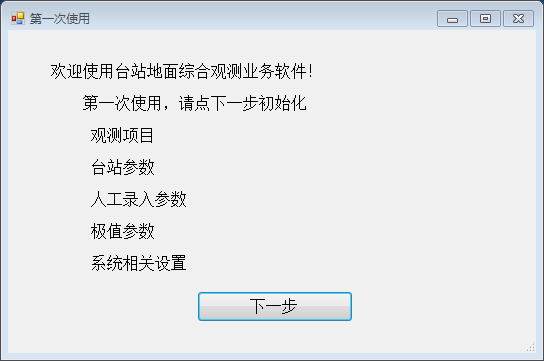 第一次使用
欢迎使用台站地面综合观测业务软件！
第一次使用，请点下一步初始化
观测项目
台站参数
人工录入参数
极值参数
系统相关设置
下一步